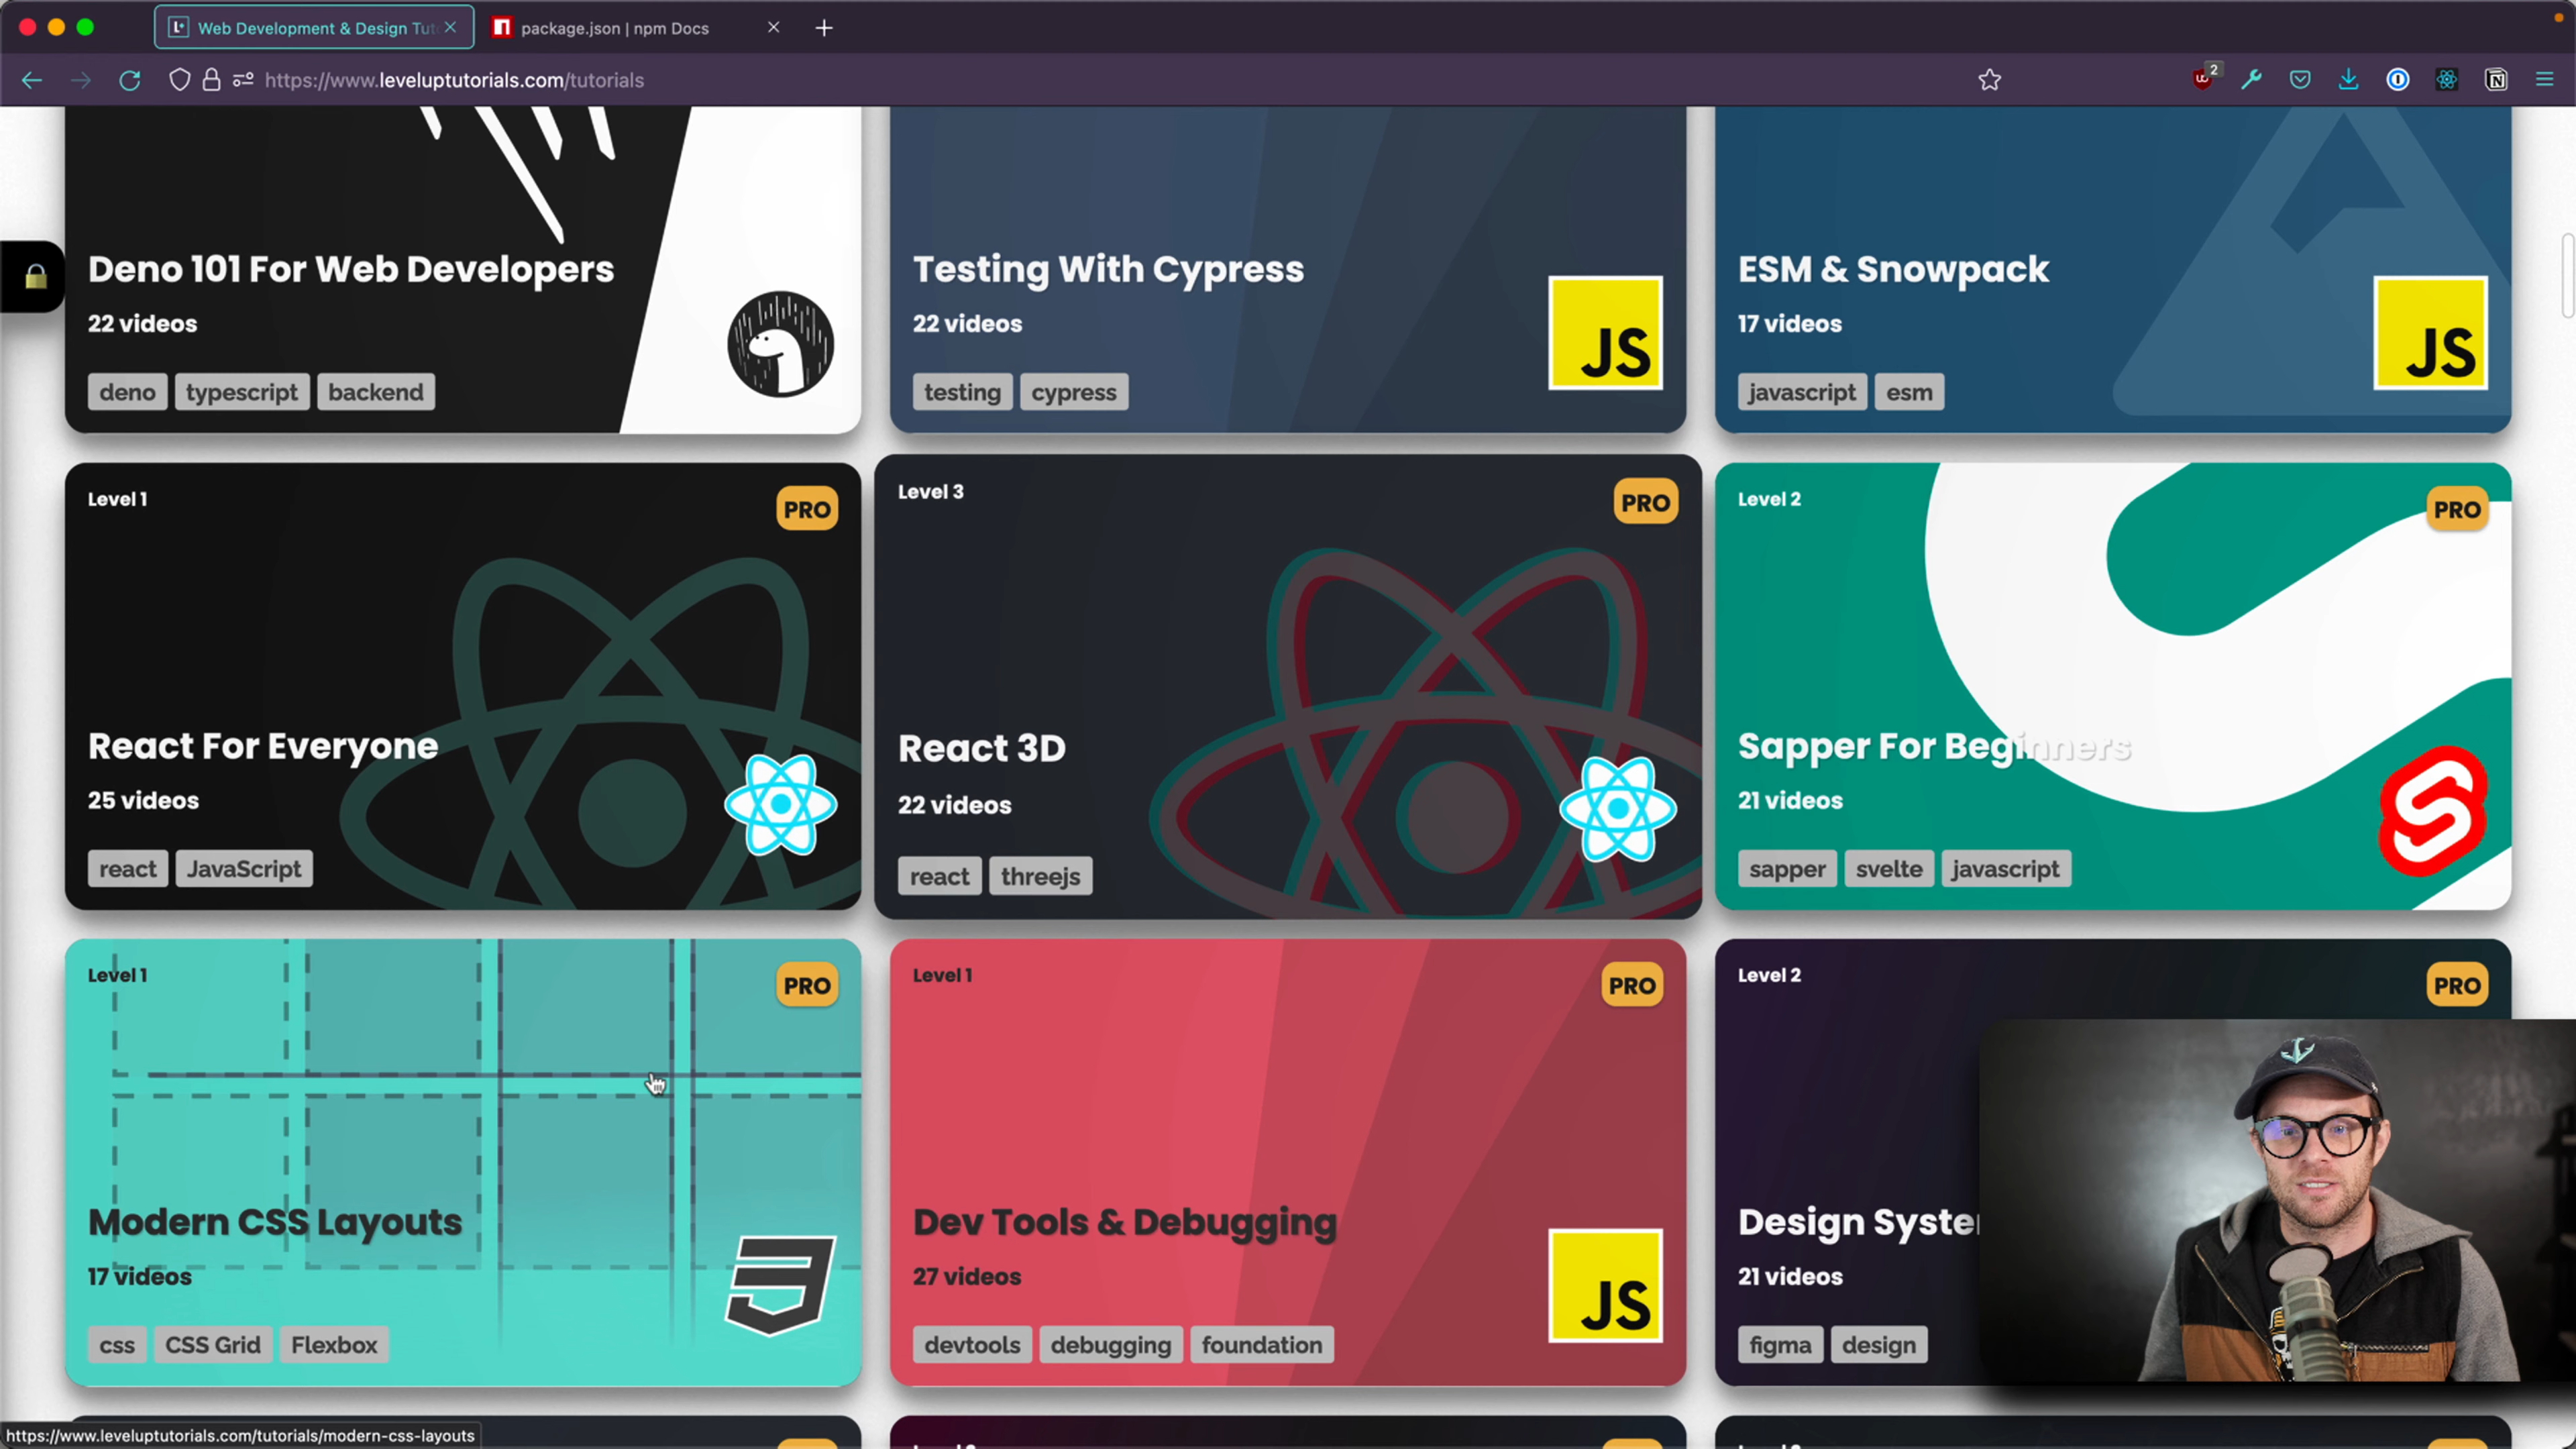 Web Development & Design Tut
package.json | npm Docs
https://www.leveluptutorials.com/tutorials
2
Deno 101 For Web Developers
22 videos
deno typescript backend
Testing With Cypress
22 videos
testing cypress
JS
ESM & Snowpack
17 videos
javascript esm
JS
Level 1
PRO
React For Everyone
25 videos
react JavaScript
Level 3
PRO
React 3D
22 videos
react threejs
Level 2
PRO
Sapper For Beginners
21 videos
sapper svelte javascript
Level 1
PRO
Modern CSS Layouts
17 videos
css CSS Grid Flexbox
Level 1
PRO
Dev Tools & Debugging
27 videos
devtools debugging foundation
JS
Level 2
PRO
Design Syste
21 videos
figma design
https://www.leveluptutorials.com/tutorials/modern-css-layouts